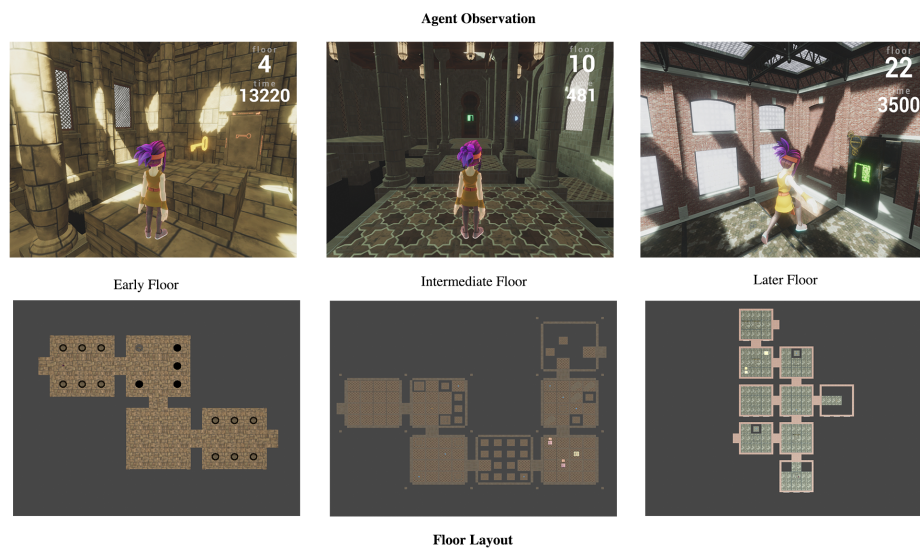 Agent Observation
floor
4
time
13220
floor
10
time
481
floor
22
time
3500
Early Floor
Intermediate Floor
Later Floor
Floor Layout